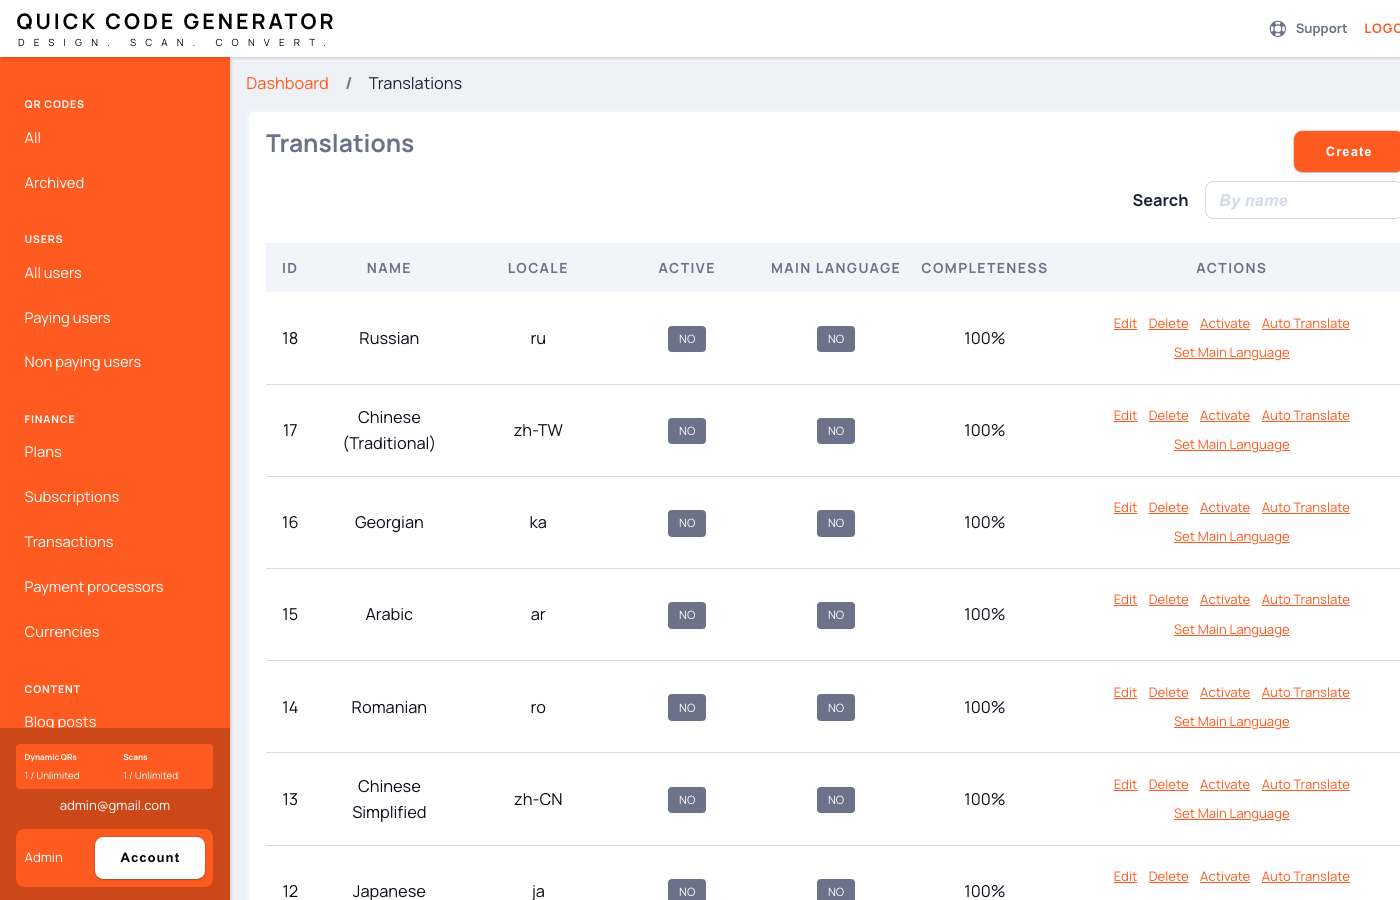 QUICK CODE GENERATOR
DESIGN. SCAN. CONVERT.
Support
Dashboard / Translations
QR CODES
All
Archived
USERS
All users
Paying users
Non paying users
FINANCE
Plans
Subscriptions
Transactions
Payment processors
Currencies
CONTENT
Blog posts
Dynamic QRs Scans
1 / Unlimited 1 / Unlimited
admin@gmail.com
Admin Account
Translations
Create
Search By name
ID NAME LOCALE ACTIVE MAIN LANGUAGE COMPLETENESS ACTIONS
18 Russian ru NO NO 100% Edit Delete Activate Auto Translate
Set Main Language
17 Chinese (Traditional) zh-TW NO NO 100% Edit Delete Activate Auto Translate
Set Main Language
16 Georgian ka NO NO 100% Edit Delete Activate Auto Translate
Set Main Language
15 Arabic ar NO NO 100% Edit Delete Activate Auto Translate
Set Main Language
14 Romanian ro NO NO 100% Edit Delete Activate Auto Translate
Set Main Language
13 Chinese Simplified zh-CN NO NO 100% Edit Delete Activate Auto Translate
Set Main Language
12 Japanese ja NO NO 100% Edit Delete Activate Auto Translate